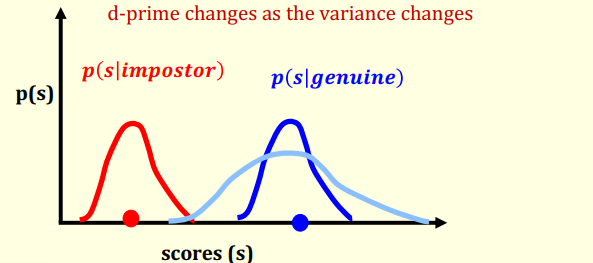 d-prime changes as the variance changes
p(s|impostor)
p(s|genuine)
p(s)
scores (s)